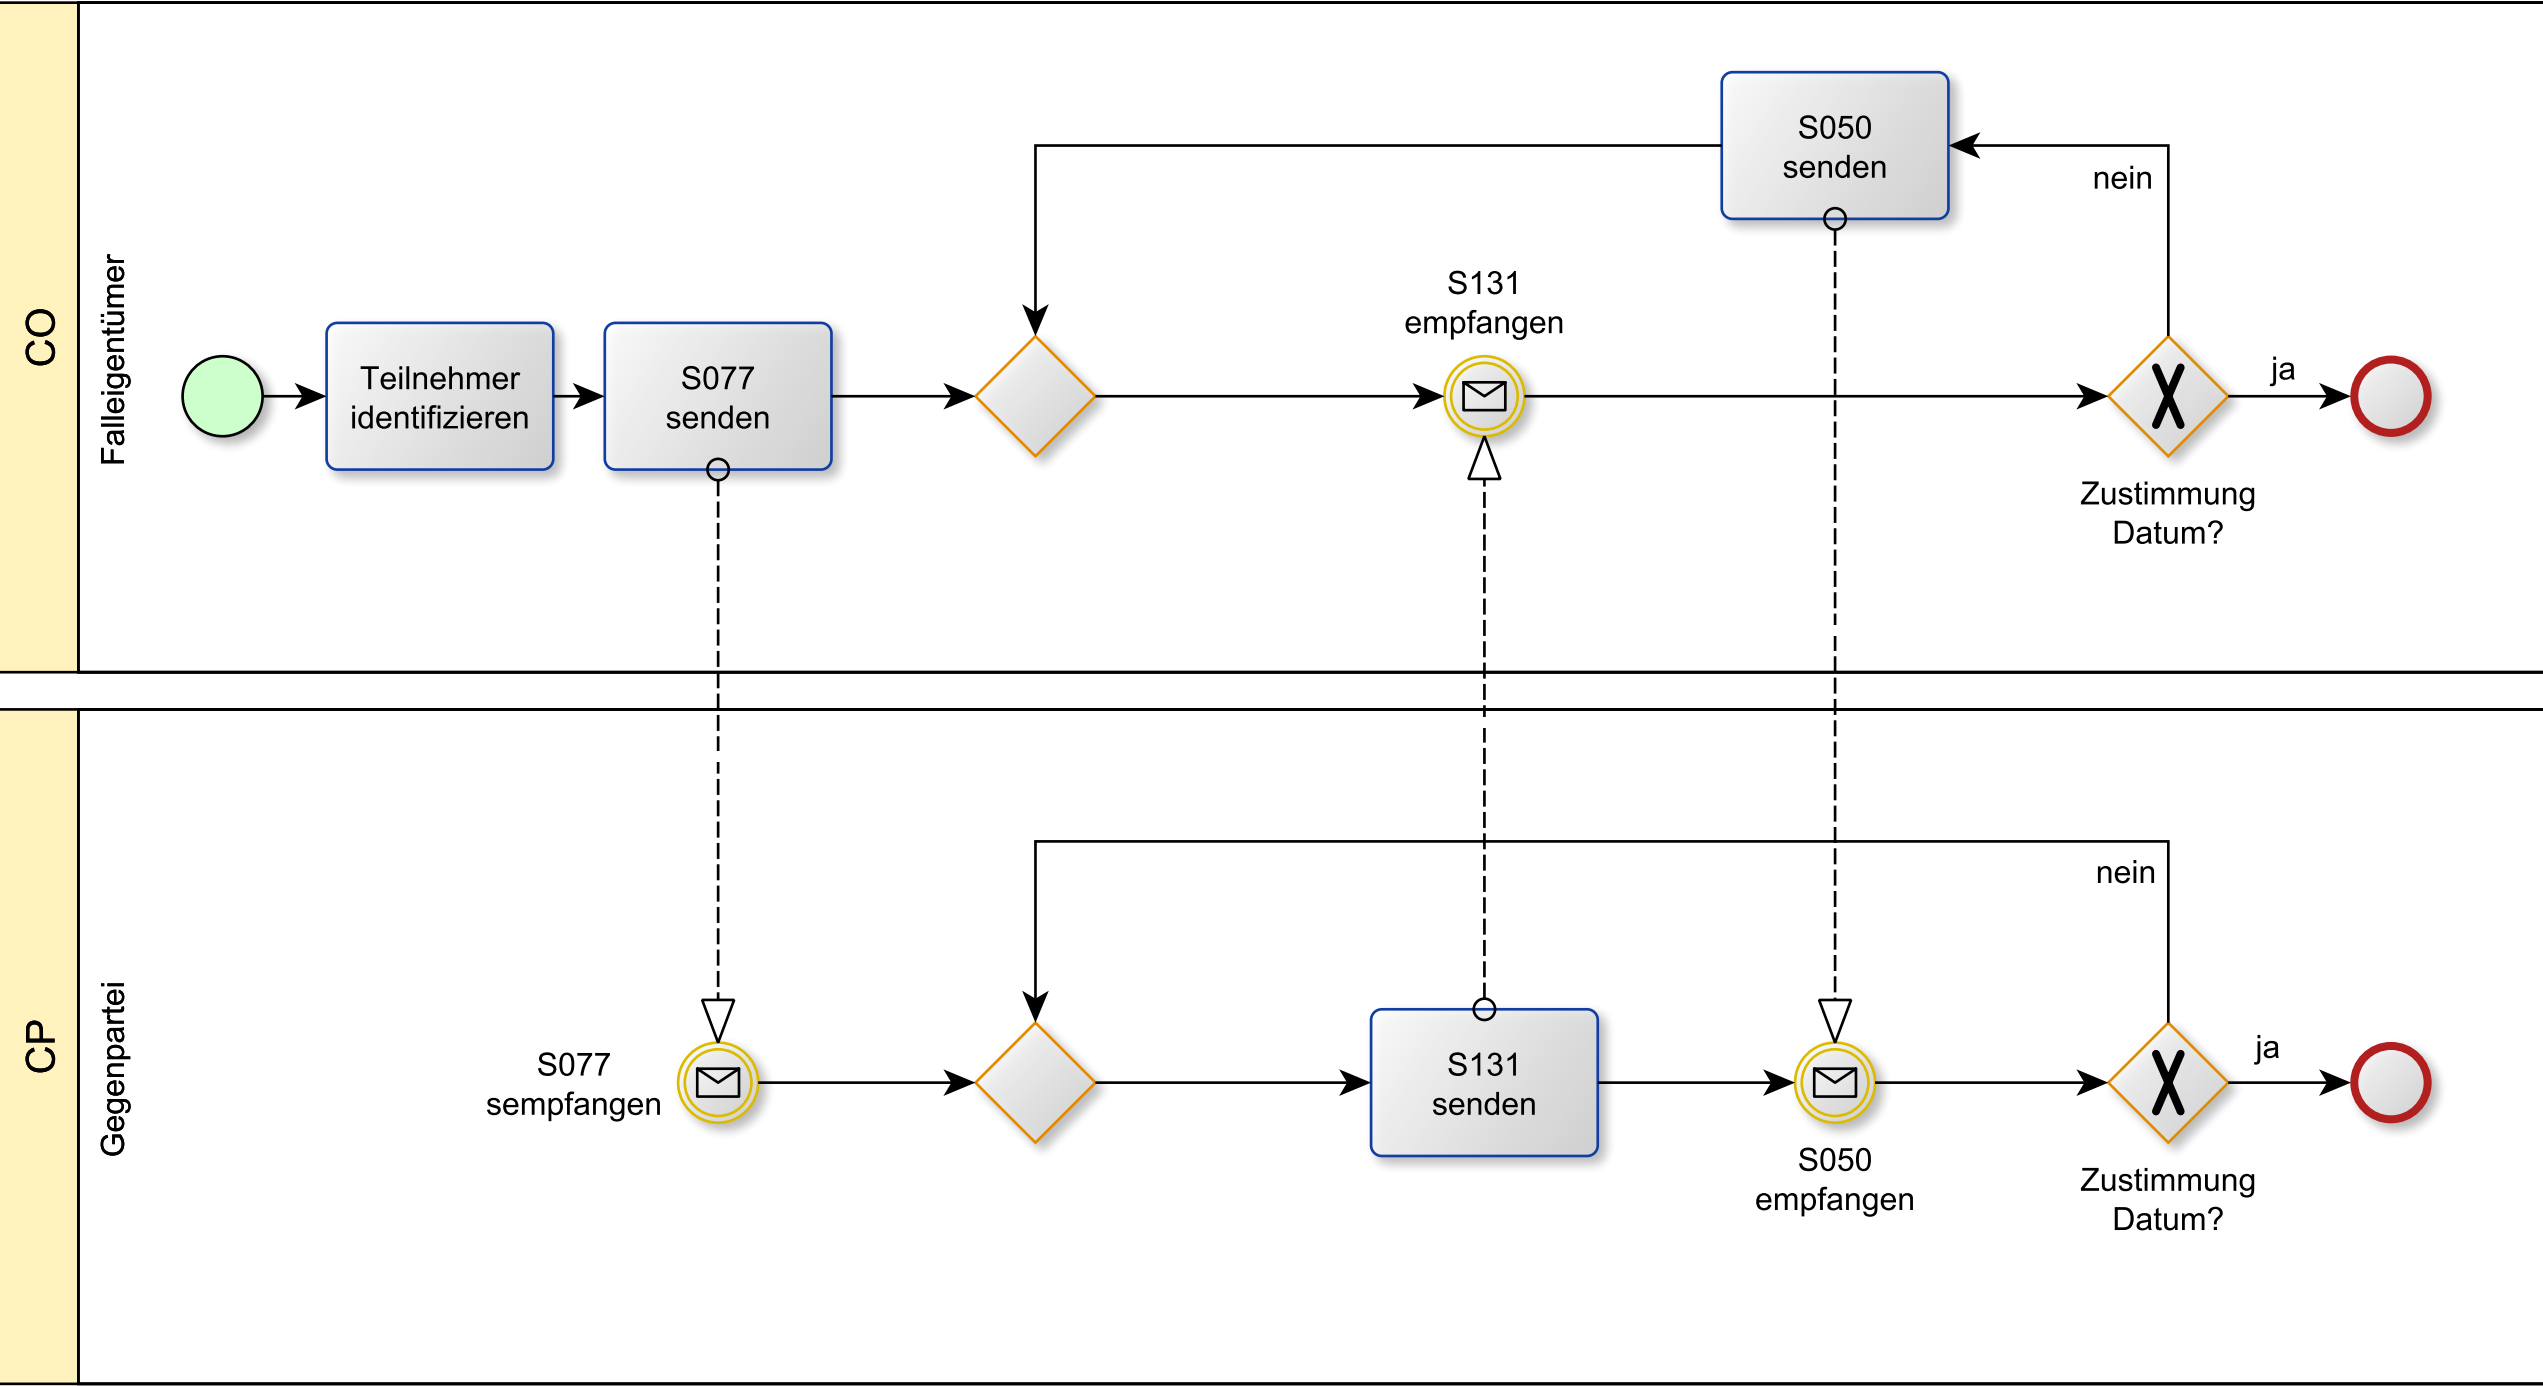 CO
Falleigentümer
S050
senden
nein
S131
empfangen
Teilnehmer
identifizieren
S077
senden
ja
Zustimmung
Datum?
CP
Gegenpartei
nein
S077
sempfangen
S131
senden
ja
S050
empfangen
Zustimmung
Datum?